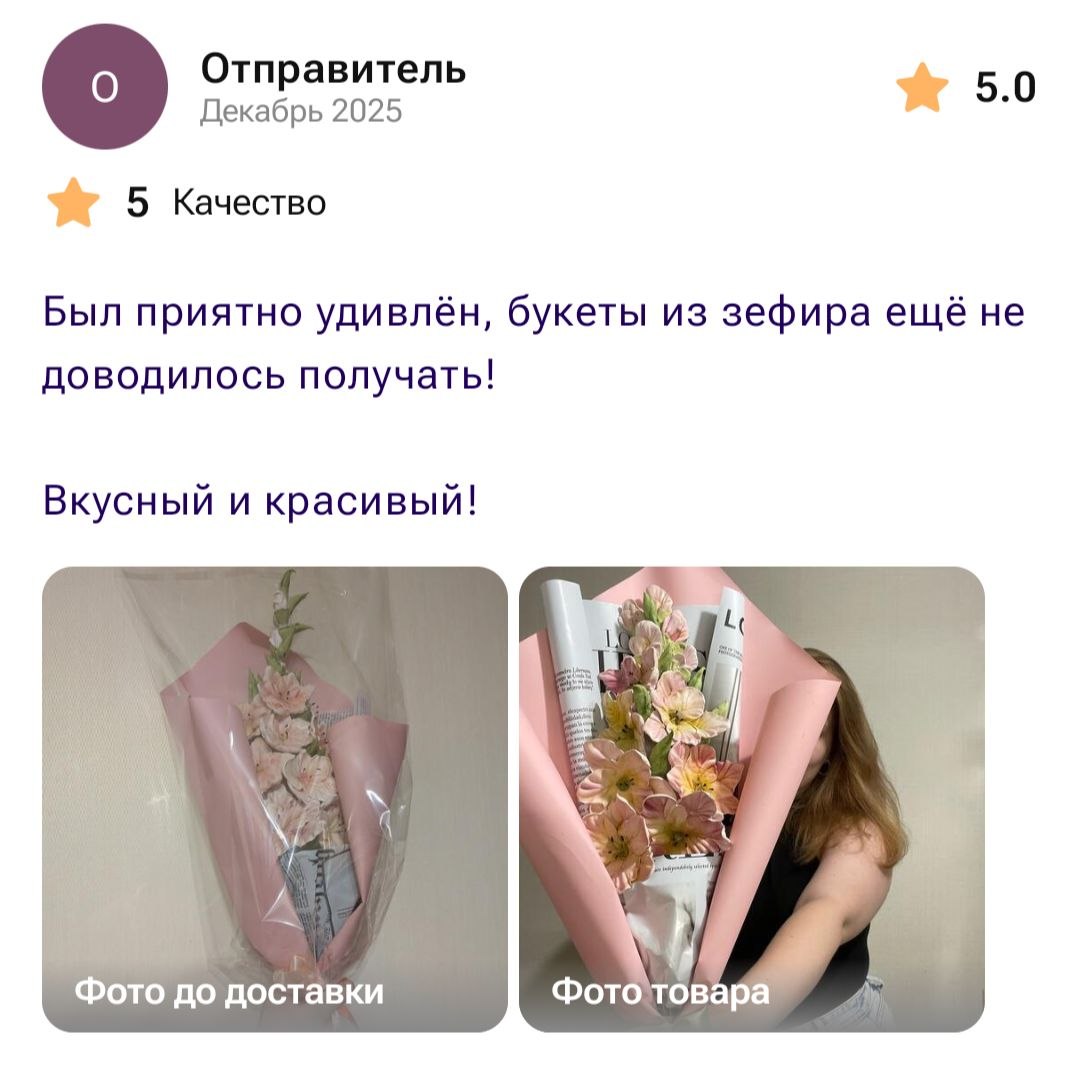 О
Отправитель
Декабрь 2025
5.0
5 Качество
Был приятно удивлён, букеты из зефира ещё не
доводилось получать!
Вкусный и красивый!
Фото до доставки
Фото товара